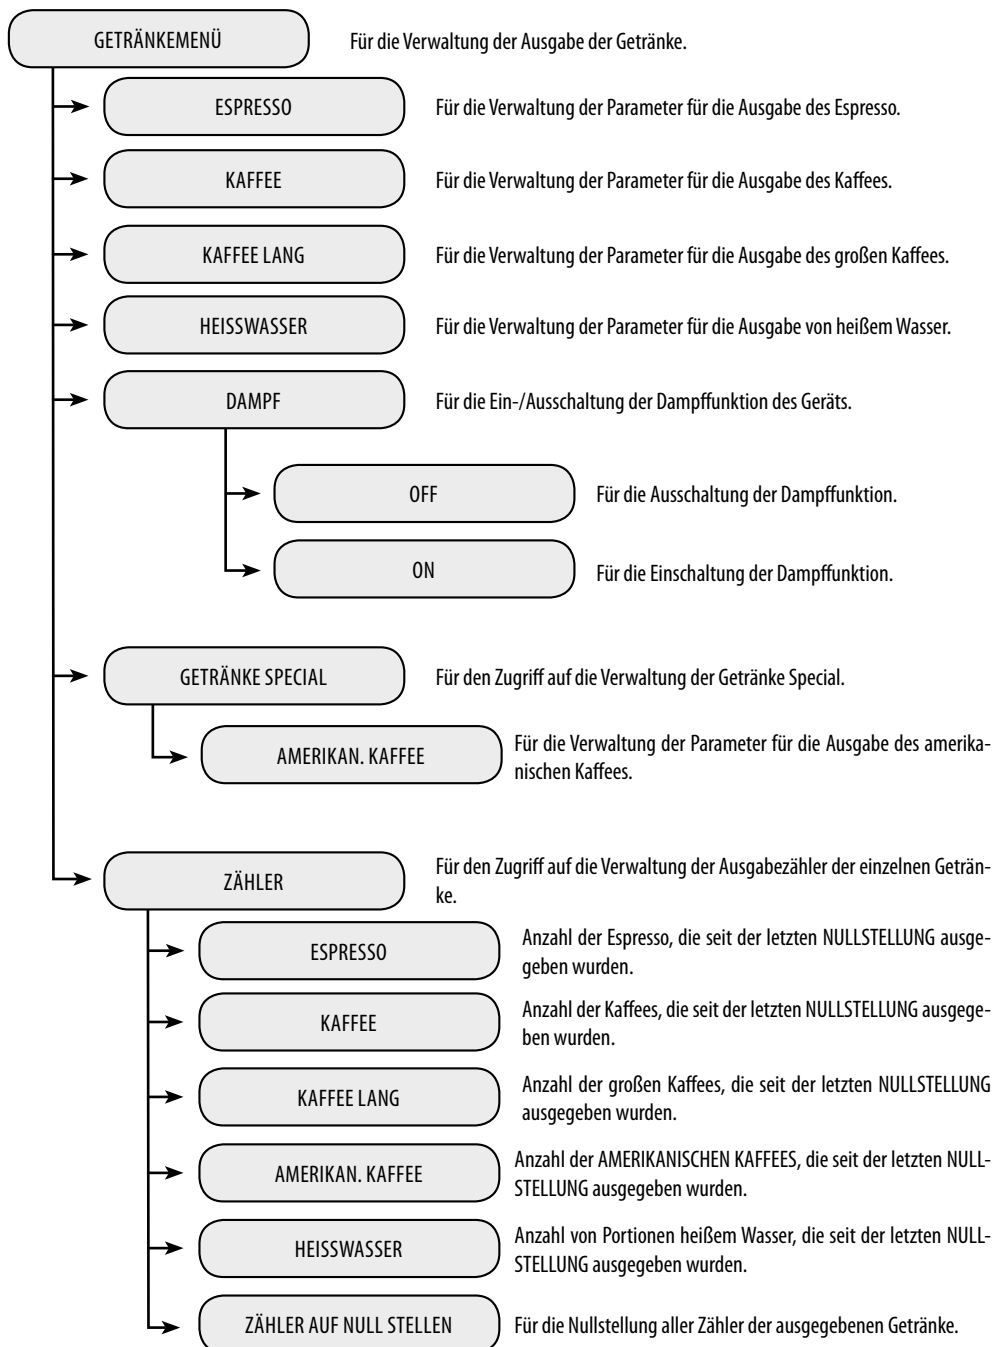 GETRÄNKEMENÜ
Für die Verwaltung der Ausgabe der Getränke.
ESPRESSO
Für die Verwaltung der Parameter für die Ausgabe des Espresso.
KAFFEE
Für die Verwaltung der Parameter für die Ausgabe des Kaffees.
KAFFEE LANG
Für die Verwaltung der Parameter für die Ausgabe des großen Kaffees.
HEISSWASSER
Für die Verwaltung der Parameter für die Ausgabe von heißem Wasser.
DAMPF
Für die Ein-/Ausschaltung der Dampffunktion des Geräts.
OFF
Für die Ausschaltung der Dampffunktion.
ON
Für die Einschaltung der Dampffunktion.
GETRÄNKE SPECIAL
Für den Zugriff auf die Verwaltung der Getränke Special.
AMERIKAN. KAFFEE
Für die Verwaltung der Parameter für die Ausgabe des amerika-
nischen Kaffees.
ZÄHLER
Für den Zugriff auf die Verwaltung der Ausgabezähler der einzelnen Geträn-
ke.
ESPRESSO
Anzahl der Espresso, die seit der letzten NULLSTELLUNG ausge-
geben wurden.
KAFFEE
Anzahl der Kaffees, die seit der letzten NULLSTELLUNG ausgege-
ben wurden.
KAFFEE LANG
Anzahl der großen Kaffees, die seit der letzten NULLSTELLUNG
ausgegeben wurden.
AMERIKAN. KAFFEE
Anzahl der AMERIKANISCHEN KAFFEES, die seit der letzten NULL-
STELLUNG ausgegeben wurden.
HEISSWASSER
Anzahl von Portionen heißem Wasser, die seit der letzten NULL-
STELLUNG ausgegeben wurden.
ZÄHLER AUF NULL STELLEN
Für die Nullstellung aller Zähler der ausgegebenen Getränke.